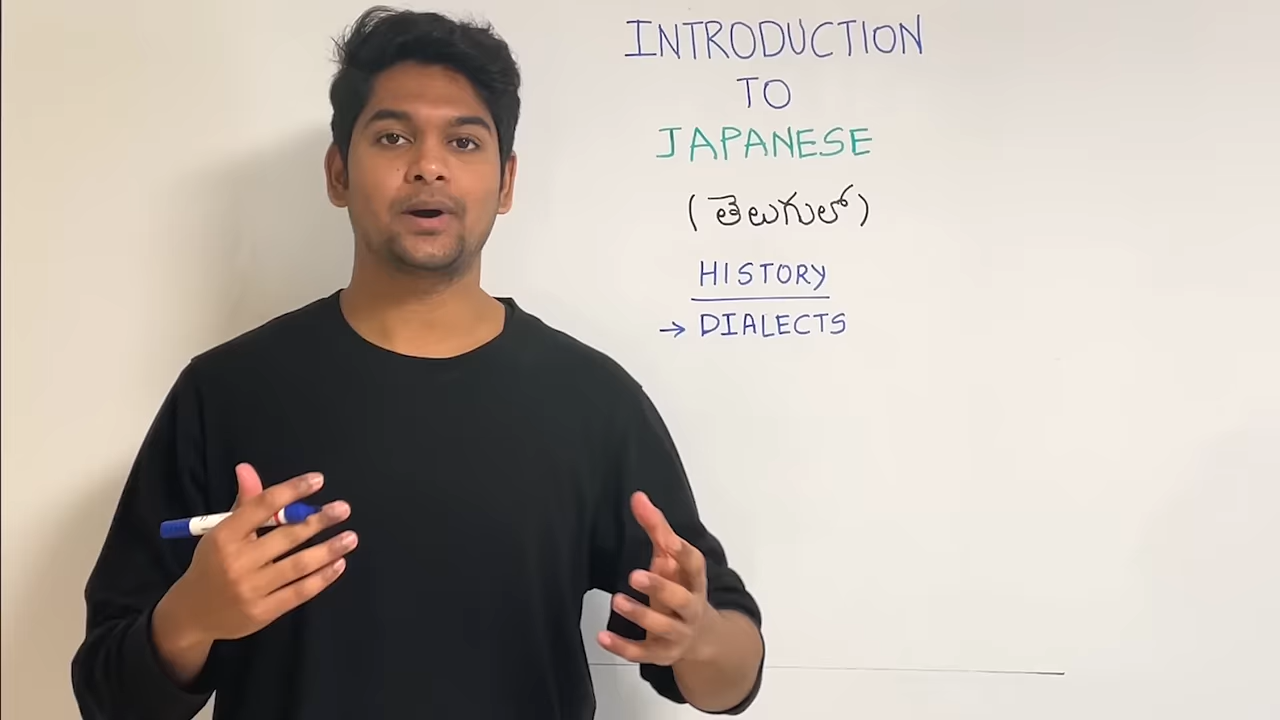 INTRODUCTION
TO
JAPANESE
(తెలుగులో)
HISTORY
→ DIALECTS